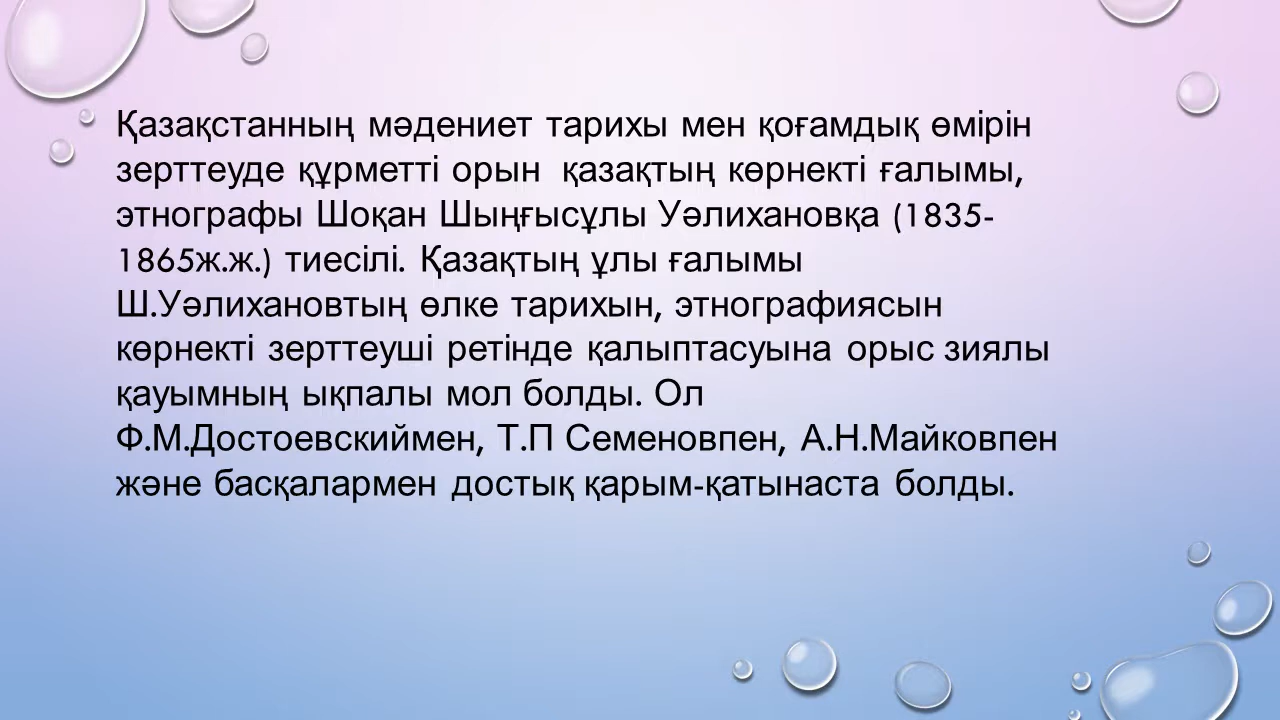 Қазақстанның мәдениет тарихы мен қоғамдық өмірін
зерттеуде құрметті орын қазақтың көрнекті ғалымы,
этнографы Шоқан Шыңғысұлы Уәлихановқа (1835-
1865ж.ж.) тиесілі. Қазақтың ұлы ғалымы
Ш.Уәлихановтың өлке тарихын, этнографиясын
көрнекті зерттеуші ретінде қалыптасуына орыс зиялы
қауымның ықпалы мол болды. Ол
Ф.М.Достоевскиймен, Т.П Семеновпен, А.Н.Майковпен
және басқалармен достық қарым-қатынаста болды.